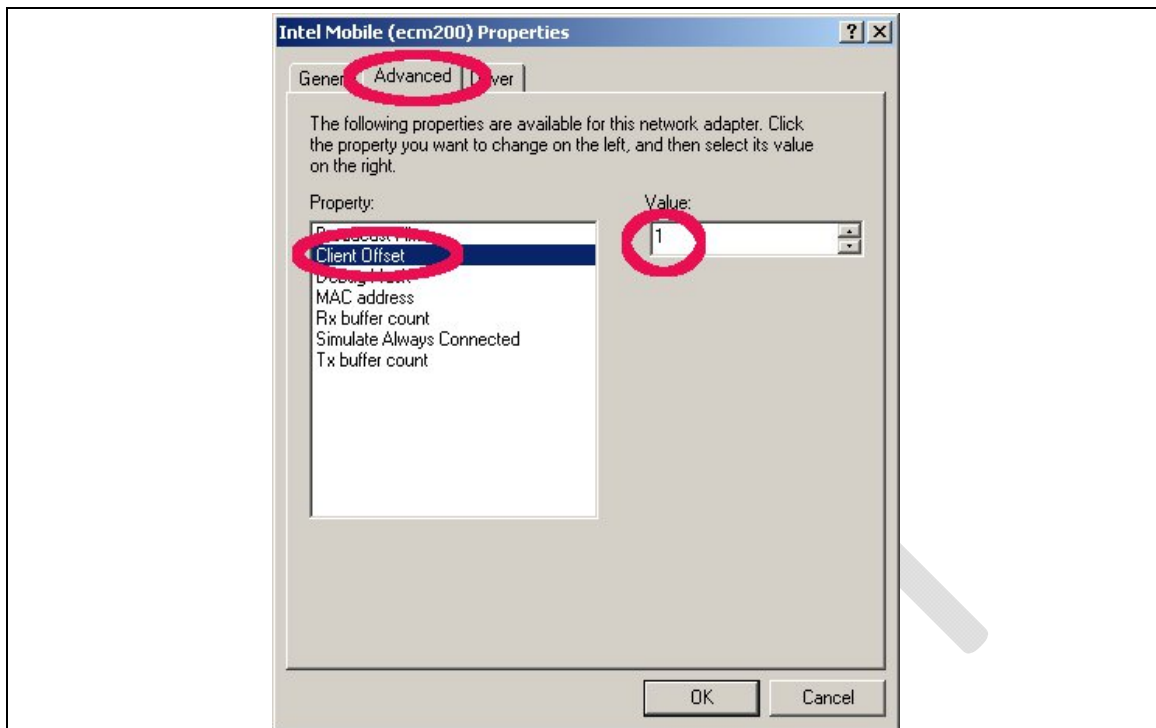 Intel Mobile (ecm200) Properties
Advanced
The following properties are available for this network adapter. Click
the property you want to change on the left, and then select its value
on the right.
Property:
Value:
Client Offset
1
MAC address
Rx buffer count
Simulate Always Connected
Tx buffer count
OK Cancel